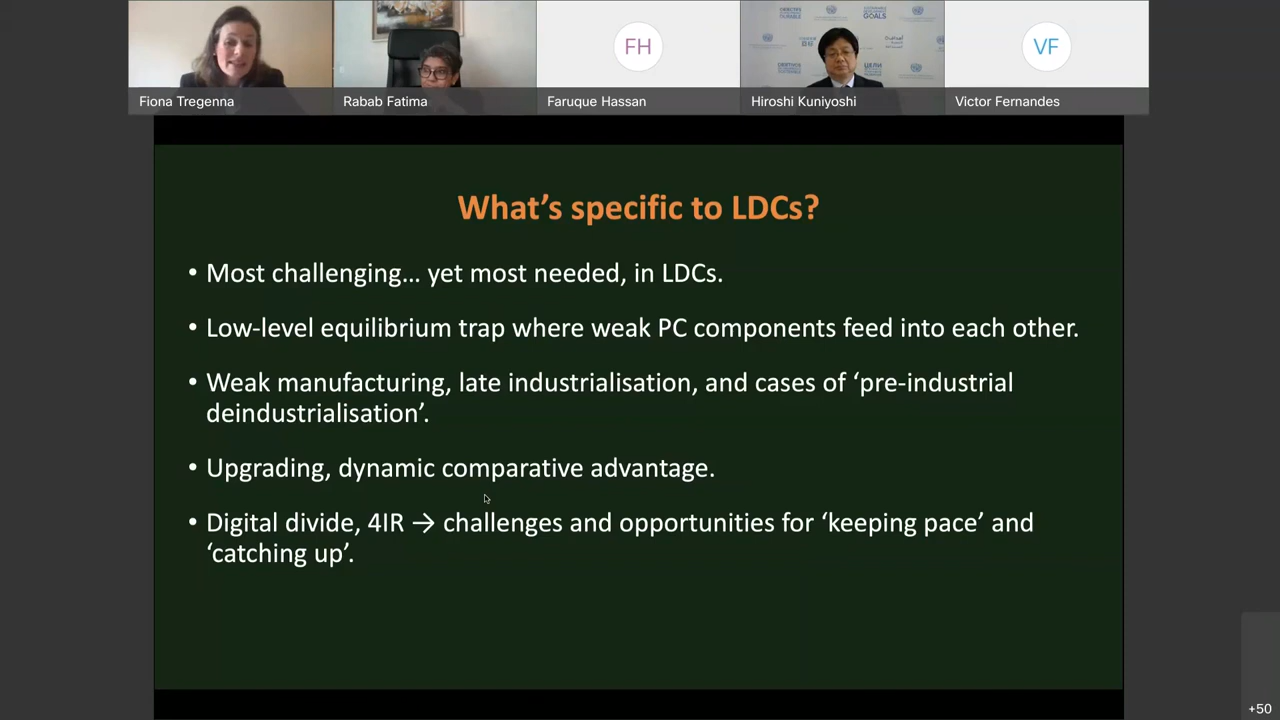 Fiona Tregenna
Rabab Fatima
FH
Faruque Hassan
GOALS
Hiroshi Kuniyoshi
VF
Victor Fernandes
What’s specific to LDCs?
• Most challenging… yet most needed, in LDCs.
• Low-level equilibrium trap where weak PC components feed into each other.
• Weak manufacturing, late industrialisation, and cases of ‘pre-industrial
deindustrialisation’.
• Upgrading, dynamic comparative advantage.
• Digital divide, 4IR → challenges and opportunities for ‘keeping pace’ and
‘catching up’.
+50